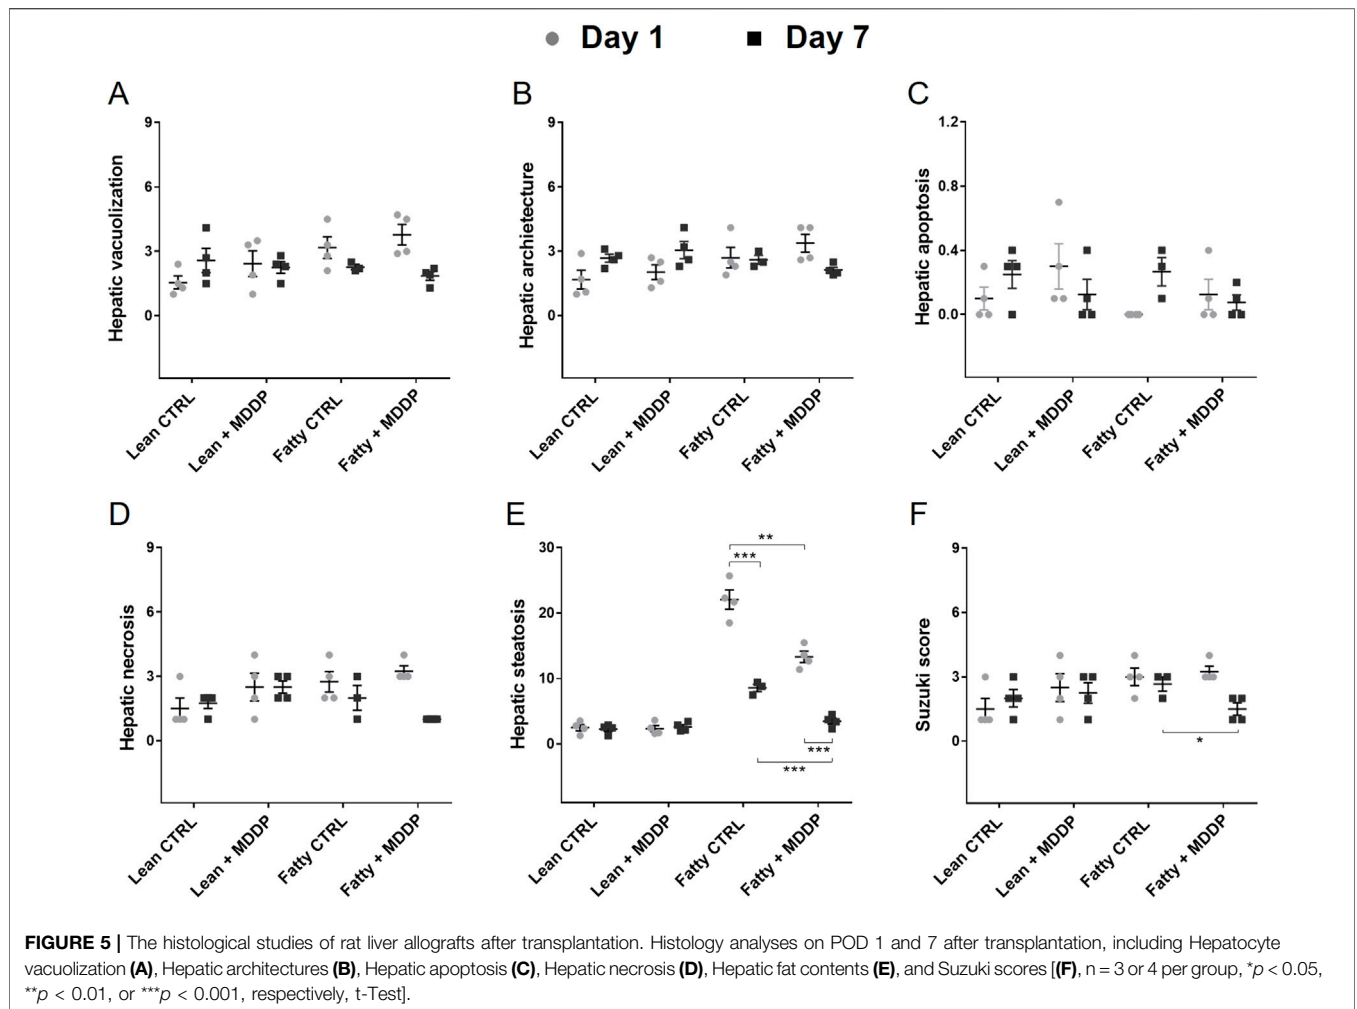 Day 1 Day 7
A B C
Hepatic vacuolization
9
6
3
0
Lean CTRL Lean + MDDP Fatty CTRL Fatty + MDDP
Hepatic archietecture
9
6
3
0
Lean CTRL Lean + MDDP Fatty CTRL Fatty + MDDP
Hepatic apoptosis
1.2
0.8
0.4
0.0
Lean CTRL Lean + MDDP Fatty CTRL Fatty + MDDP
D E F
Hepatic necrosis
9
6
3
0
Lean CTRL Lean + MDDP Fatty CTRL Fatty + MDDP
Hepatic steatosis
30
20
10
0
**
***
***
***
Lean CTRL Lean + MDDP Fatty CTRL Fatty + MDDP
Suzuki score
9
6
3
0
*
Lean CTRL Lean + MDDP Fatty CTRL Fatty + MDDP
FIGURE 5 | The histological studies of rat liver allografts after transplantation. Histology analyses on POD 1 and 7 after transplantation, including Hepatocyte
vacuolization (A), Hepatic architectures (B), Hepatic apoptosis (C), Hepatic necrosis (D), Hepatic fat contents (E), and Suzuki scores [(F), n = 3 or 4 per group, *p < 0.05,
**p < 0.01, or ***p < 0.001, respectively, t-Test].